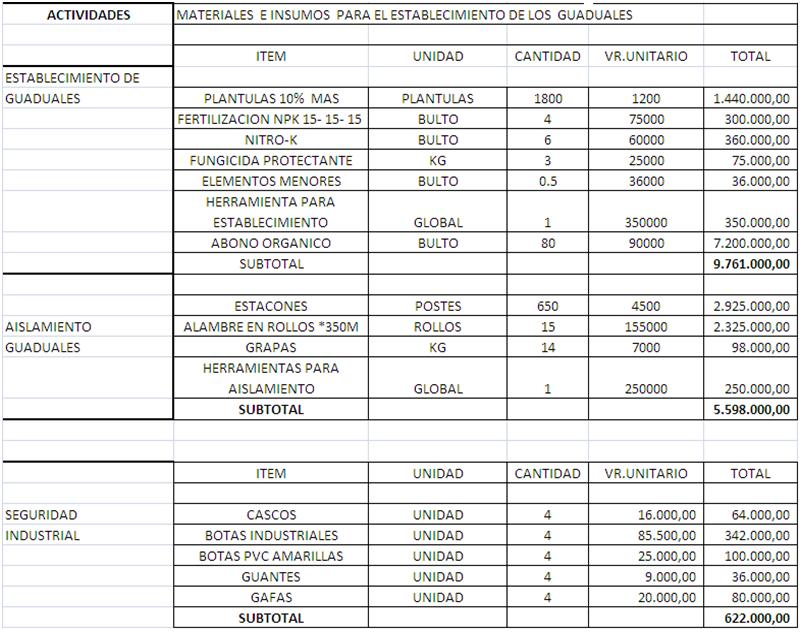 ACTIVIDADES MATERIALES E INSUMOS PARA EL ESTABLECIMIENTO DE LOS GUADUALES
ITEM UNIDAD CANTIDAD VR.UNITARIO TOTAL
ESTABLECIMIENTO DE
GUADUALES PLANTULAS 10% MAS PLANTULAS 1800 1200 1.440.000,00
FERTILIZACION NPK 15- 15- 15 BULTO 4 75000 300.000,00
NITRO-K BULTO 6 60000 360.000,00
FUNGICIDA PROTECTANTE KG 3 25000 75.000,00
ELEMENTOS MENORES BULTO 0.5 36000 36.000,00
HERRAMIENTA PARA
ESTABLECIMIENTO GLOBAL 1 350000 350.000,00
ABONO ORGANICO BULTO 80 90000 7.200.000,00
SUBTOTAL 9.761.000,00
ESTACONES POSTES 650 4500 2.925.000,00
AISLAMIENTO ALAMBRE EN ROLLOS *350M ROLLOS 15 155000 2.325.000,00
GUADUALES GRAPAS KG 14 7000 98.000,00
HERRAMIENTAS PARA
AISLAMIENTO GLOBAL 1 250000 250.000,00
SUBTOTAL 5.598.000,00
ITEM UNIDAD CANTIDAD VR.UNITARIO TOTAL
SEGURIDAD CASCOS UNIDAD 4 16.000,00 64.000,00
INDUSTRIAL BOTAS INDUSTRIALES UNIDAD 4 85.500,00 342.000,00
BOTAS PVC AMARILLAS UNIDAD 4 25.000,00 100.000,00
GUANTES UNIDAD 4 9.000,00 36.000,00
GAFAS UNIDAD 4 20.000,00 80.000,00
SUBTOTAL 622.000,00